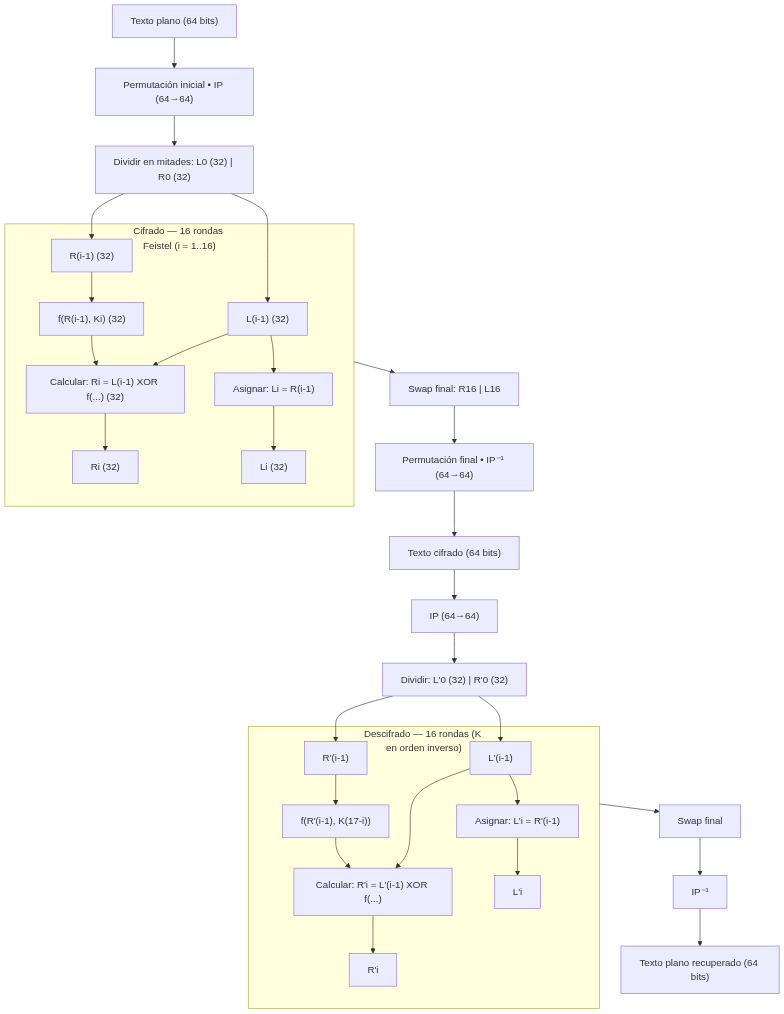 Texto plano (64 bits)
Permutación inicial • IP
(64→64)
Dividir en mitades: L0 (32) |
R0 (32)
Cifrado — 16 rondas
Feistel (i = 1..16)
R(i-1) (32)
f(R(i-1), Ki) (32)
L(i-1) (32)
Calcular: Ri = L(i-1) XOR
f(...) (32)
Asignar: Li = R(i-1)
Ri (32)
Li (32)
Swap final: R16 | L16
Permutación final • IP⁻¹
(64→64)
Texto cifrado (64 bits)
IP (64→64)
Dividir: L'0 (32) | R'0 (32)
Descifrado — 16 rondas (K
en orden inverso)
R'(i-1)
L'(i-1)
f(R'(i-1), K(17-i))
Asignar: L'i = R'(i-1)
Calcular: R'i = L'(i-1) XOR
f(...)
L'i
R'i
Swap final
IP⁻¹
Texto plano recuperado (64
bits)